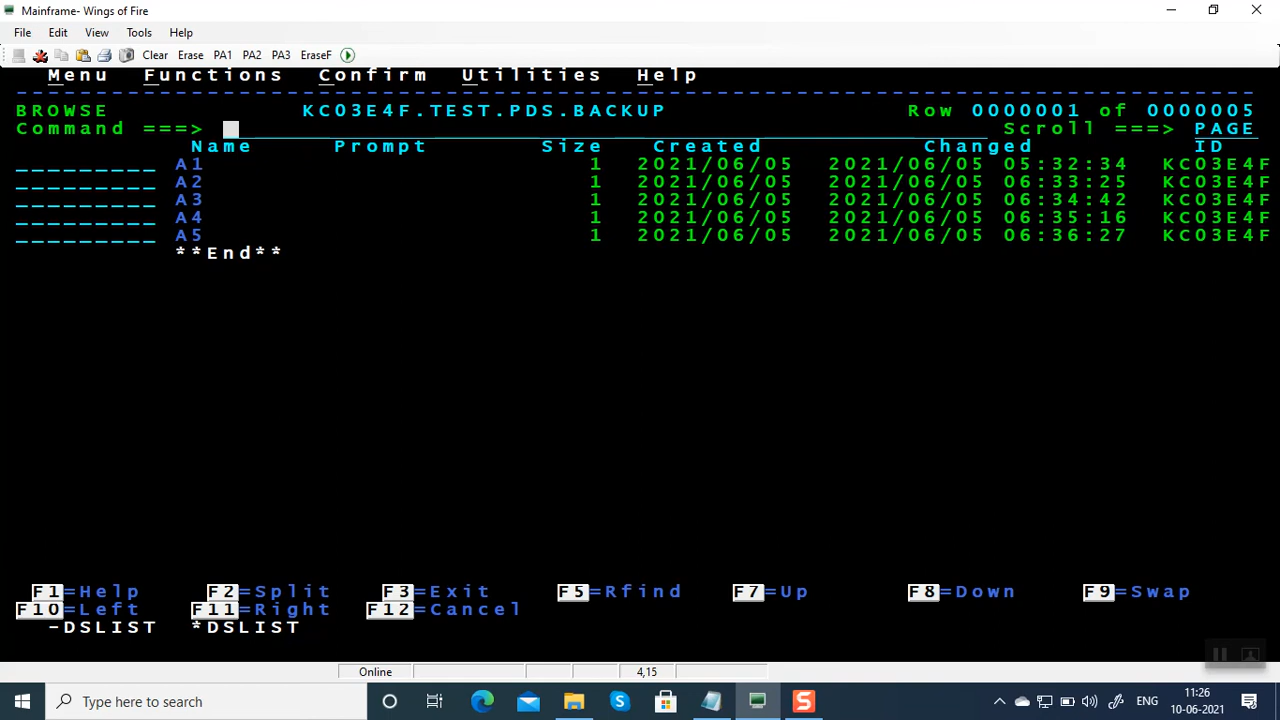 Mainframe- Wings of Fire
File Edit View Tools Help
Clear Erase PA1 PA2 PA3 EraseF
Menu Functions Confirm Utilities Help
BROWSE KC03E4F.TEST.PDS.BACKUP Row 0000001 of 0000005
Command ===> Scroll ===> PAGE
Name Prompt Size Created Changed ID
_________ A1 1 2021/06/05 2021/06/05 05:32:34 KC03E4F
_________ A2 1 2021/06/05 2021/06/05 06:33:25 KC03E4F
_________ A3 1 2021/06/05 2021/06/05 06:34:42 KC03E4F
_________ A4 1 2021/06/05 2021/06/05 06:35:16 KC03E4F
_________ A5 1 2021/06/05 2021/06/05 06:36:27 KC03E4F
**End**
F1=Help F2=Split F3=Exit F5=Rfind F7=Up F8=Down F9=Swap
F10=Left F11=Right F12=Cancel
-DSLIST *DSLIST
Online 4,15
Type here to search ENG 11:26
10-06-2021